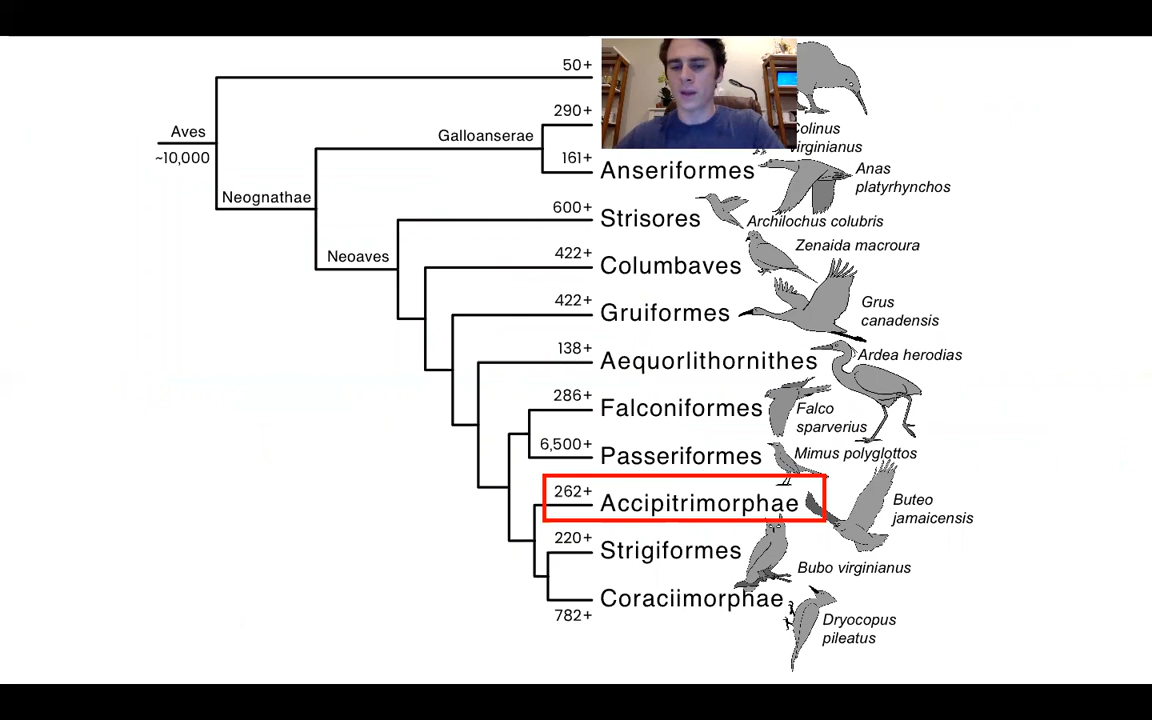 50+
290+
Colinus
virginianus
Galloanserae
Aves
~10,000
161+
Anseriformes
Anas
platyrhynchos
Neognathae
600+
Strisores
Archilochus colubris
Zenaida macroura
Neoaves
422+
Columbaves
422+
Gruiformes
Grus
canadensis
138+
Aequorlithornithes
Ardea herodias
286+
Falconiformes
Falco
sparverius
6,500+
Passeriformes
Mimus polyglottos
262+
Accipitrimorphae
Buteo
jamaicensis
220+
Strigiformes
Bubo virginianus
Coraciimorphae
782+
Dryocopus
pileatus